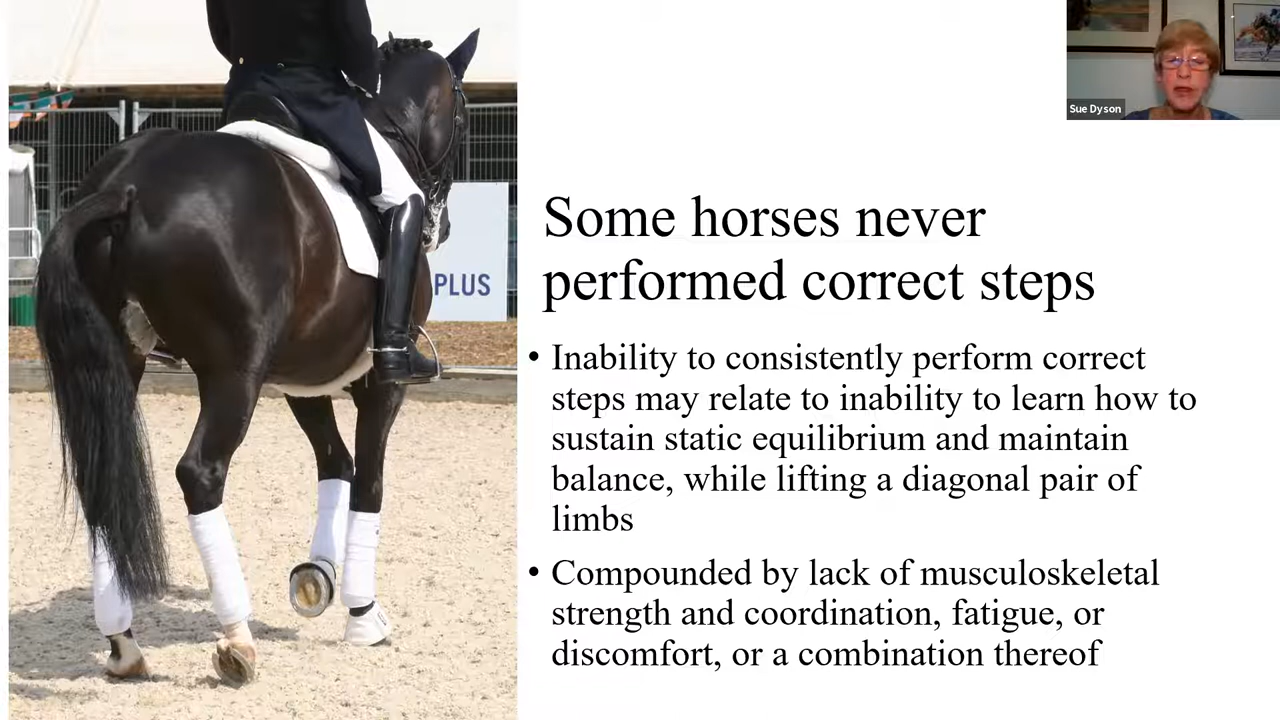 Sue Dyson
PLUS
Some horses never
performed correct steps
• Inability to consistently perform correct
steps may relate to inability to learn how to
sustain static equilibrium and maintain
balance, while lifting a diagonal pair of
limbs
• Compounded by lack of musculoskeletal
strength and coordination, fatigue, or
discomfort, or a combination thereof